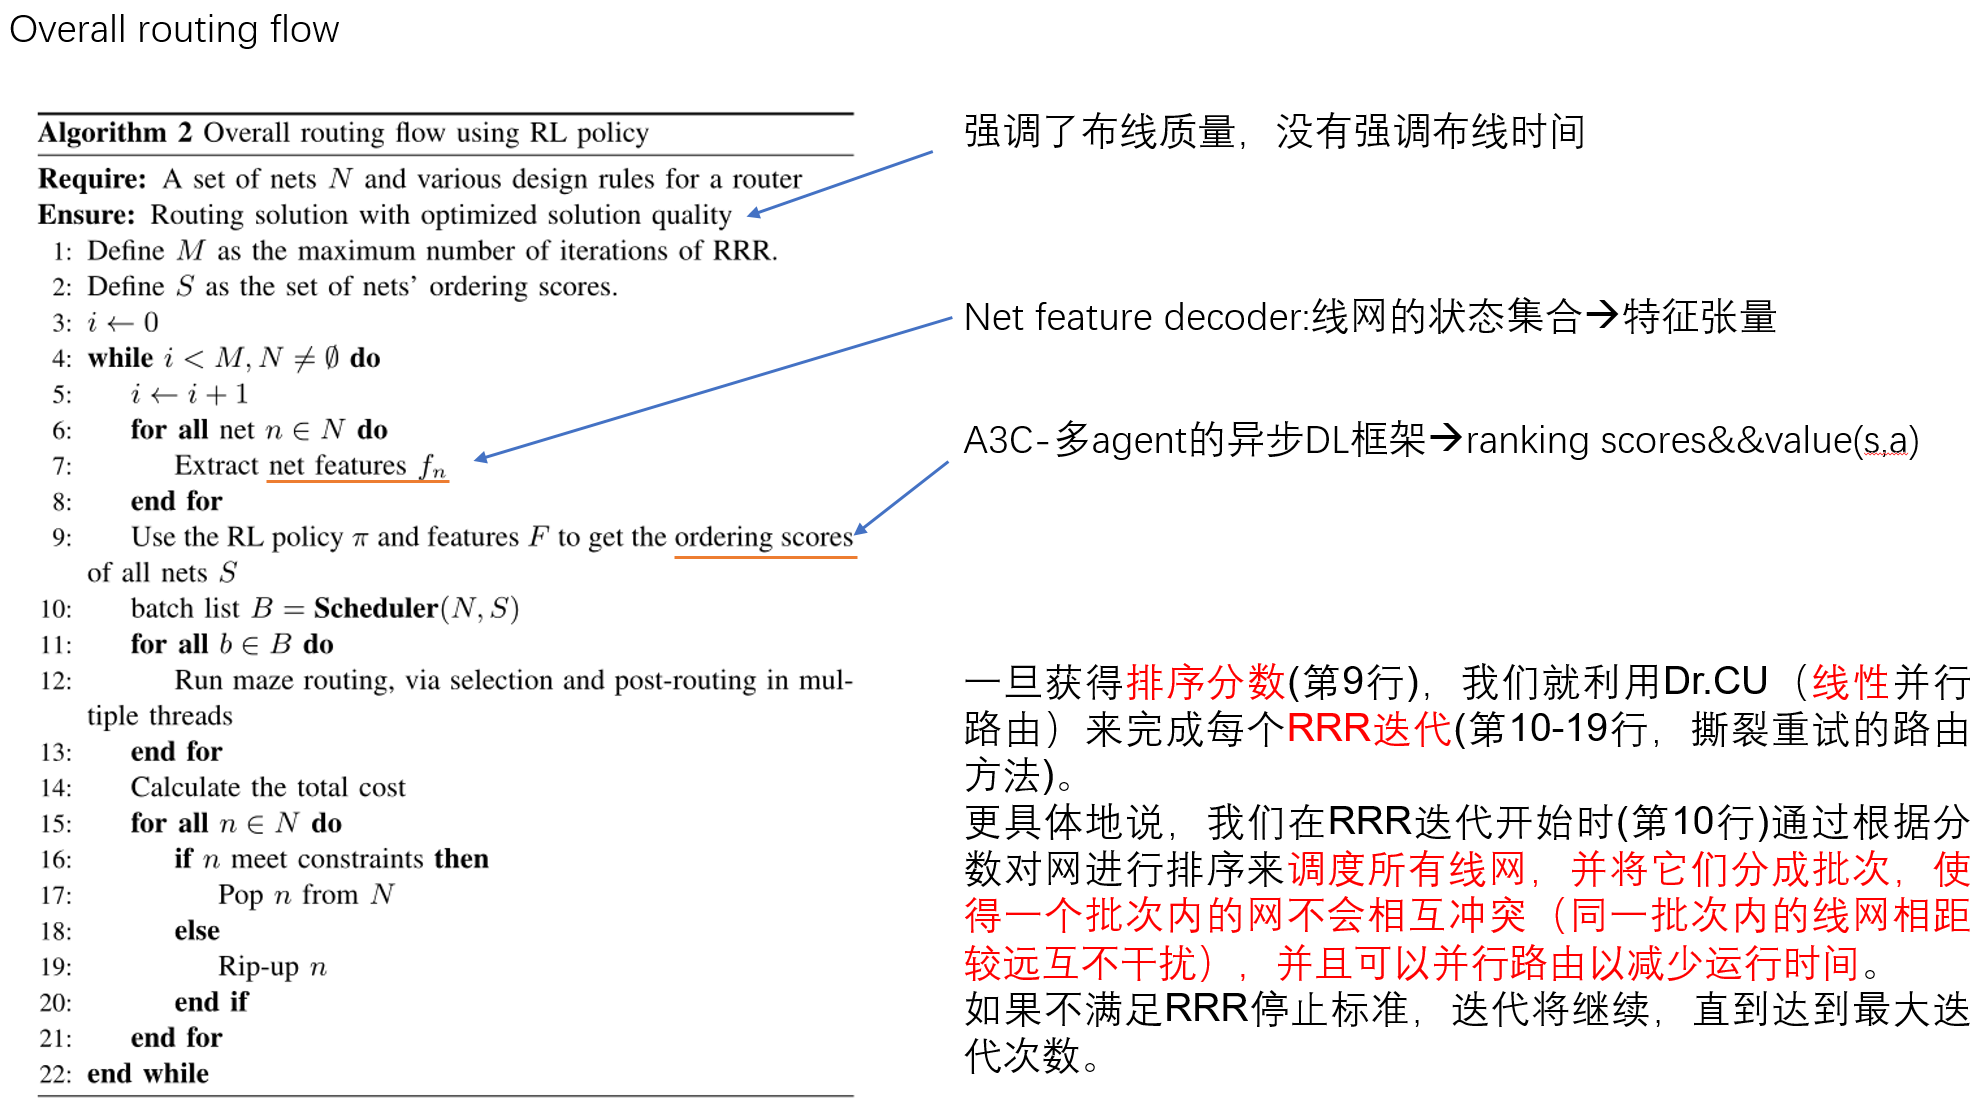 Overall routing flow
Algorithm 2 Overall routing flow using RL policy
Require: A set of nets N and various design rules for a router
Ensure: Routing solution with optimized solution quality
1: Define M as the maximum number of iterations of RRR.
2: Define S as the set of nets' ordering scores.
3: i ← 0
4: while i < M, N ≠ ∅ do
5: i ← i + 1
6: for all net n ∈ N do
7: Extract net features fₙ
8: end for
9: Use the RL policy π and features F to get the ordering scores
of all nets S
10: batch list B = Scheduler(N, S)
11: for all b ∈ B do
12: Run maze routing, via selection and post-routing in mul-
tiple threads
13: end for
14: Calculate the total cost
15: for all n ∈ N do
16: if n meet constraints then
17: Pop n from N
18: else
19: Rip-up n
20: end if
21: end for
22: end while
强调了布线质量，没有强调布线时间
Net feature decoder:线网的状态集合→特征张量
A3C-多agent的异步DL框架→ranking scores&&value(s,a)
一旦获得排序分数(第9行)，我们就利用Dr.CU（线性并行
路由）来完成每个RRR迭代(第10-19行，撕裂重试的路由
方法)。
更具体地说，我们在RRR迭代开始时(第10行)通过根据分
数对网进行排序来调度所有线网，并将它们分成批次，使
得一个批次内的网不会相互冲突（同一批次内的线网相距
较远互不干扰），并且可以并行路由以减少运行时间。
如果不满足RRR停止标准，迭代将继续，直到达到最大迭
代次数。